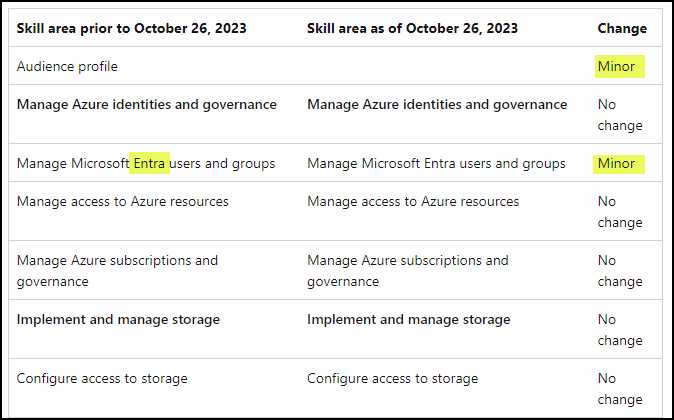 Skill area prior to October 26, 2023 Skill area as of October 26, 2023 Change
Audience profile Minor
Manage Azure identities and governance Manage Azure identities and governance No
change
Manage Microsoft Entra users and groups Manage Microsoft Entra users and groups Minor
Manage access to Azure resources Manage access to Azure resources No
change
Manage Azure subscriptions and Manage Azure subscriptions and No
governance governance change
Implement and manage storage Implement and manage storage No
change
Configure access to storage Configure access to storage No
change